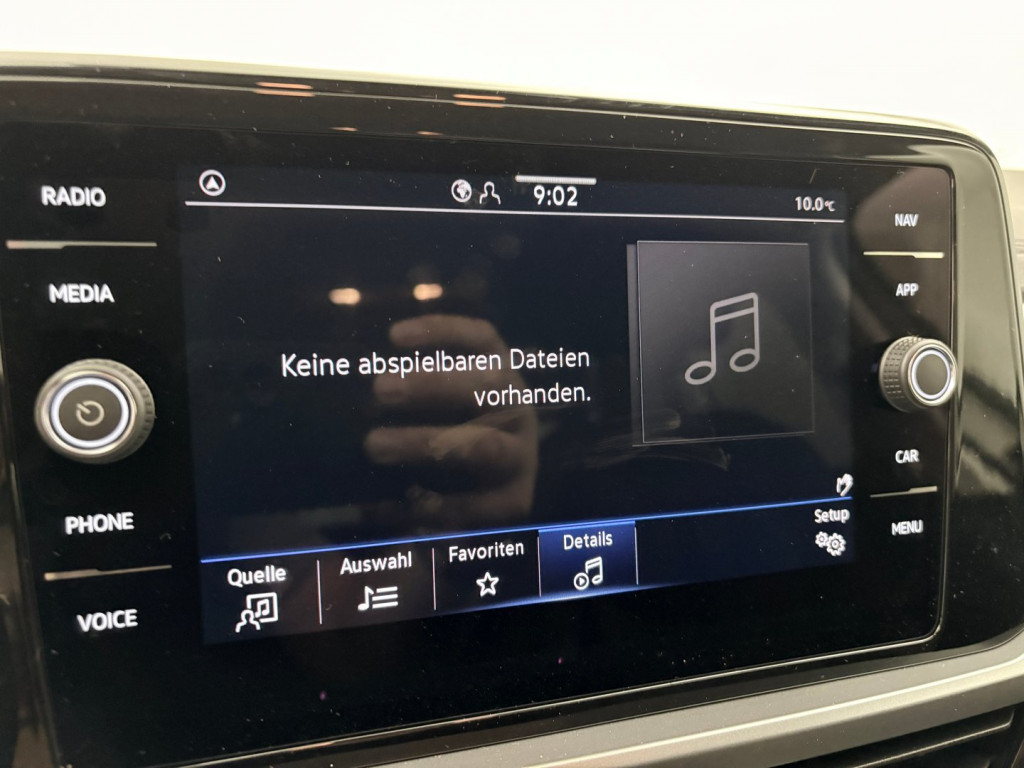 RADIO
MEDIA
PHONE
VOICE
9:02
10.0°C
Keine abspielbaren Dateien
vorhanden.
Quelle
Auswahl
Favoriten
Details
Setup
NAV
APP
CAR
MENU